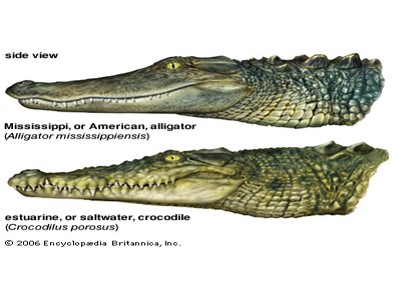 side view
Mississippi, or American, alligator
(Alligator mississippiensis)
estuarine, or saltwater, crocodile
(Crocodilus porosus)
© 2006 Encyclopædia Britannica, Inc.